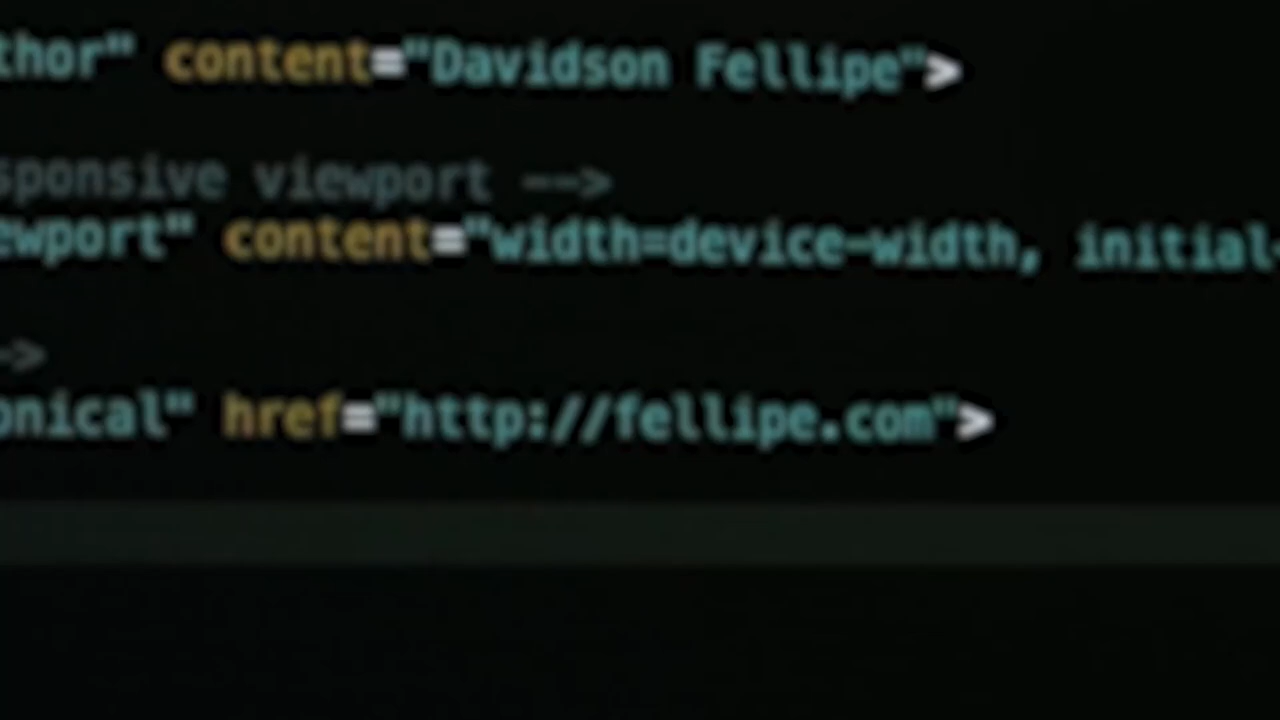 thor" content="Davidson Fellipe">
sponsive viewport -->
ewport" content="width=device-width, initial-
->
onical" href="http://fellipe.com">